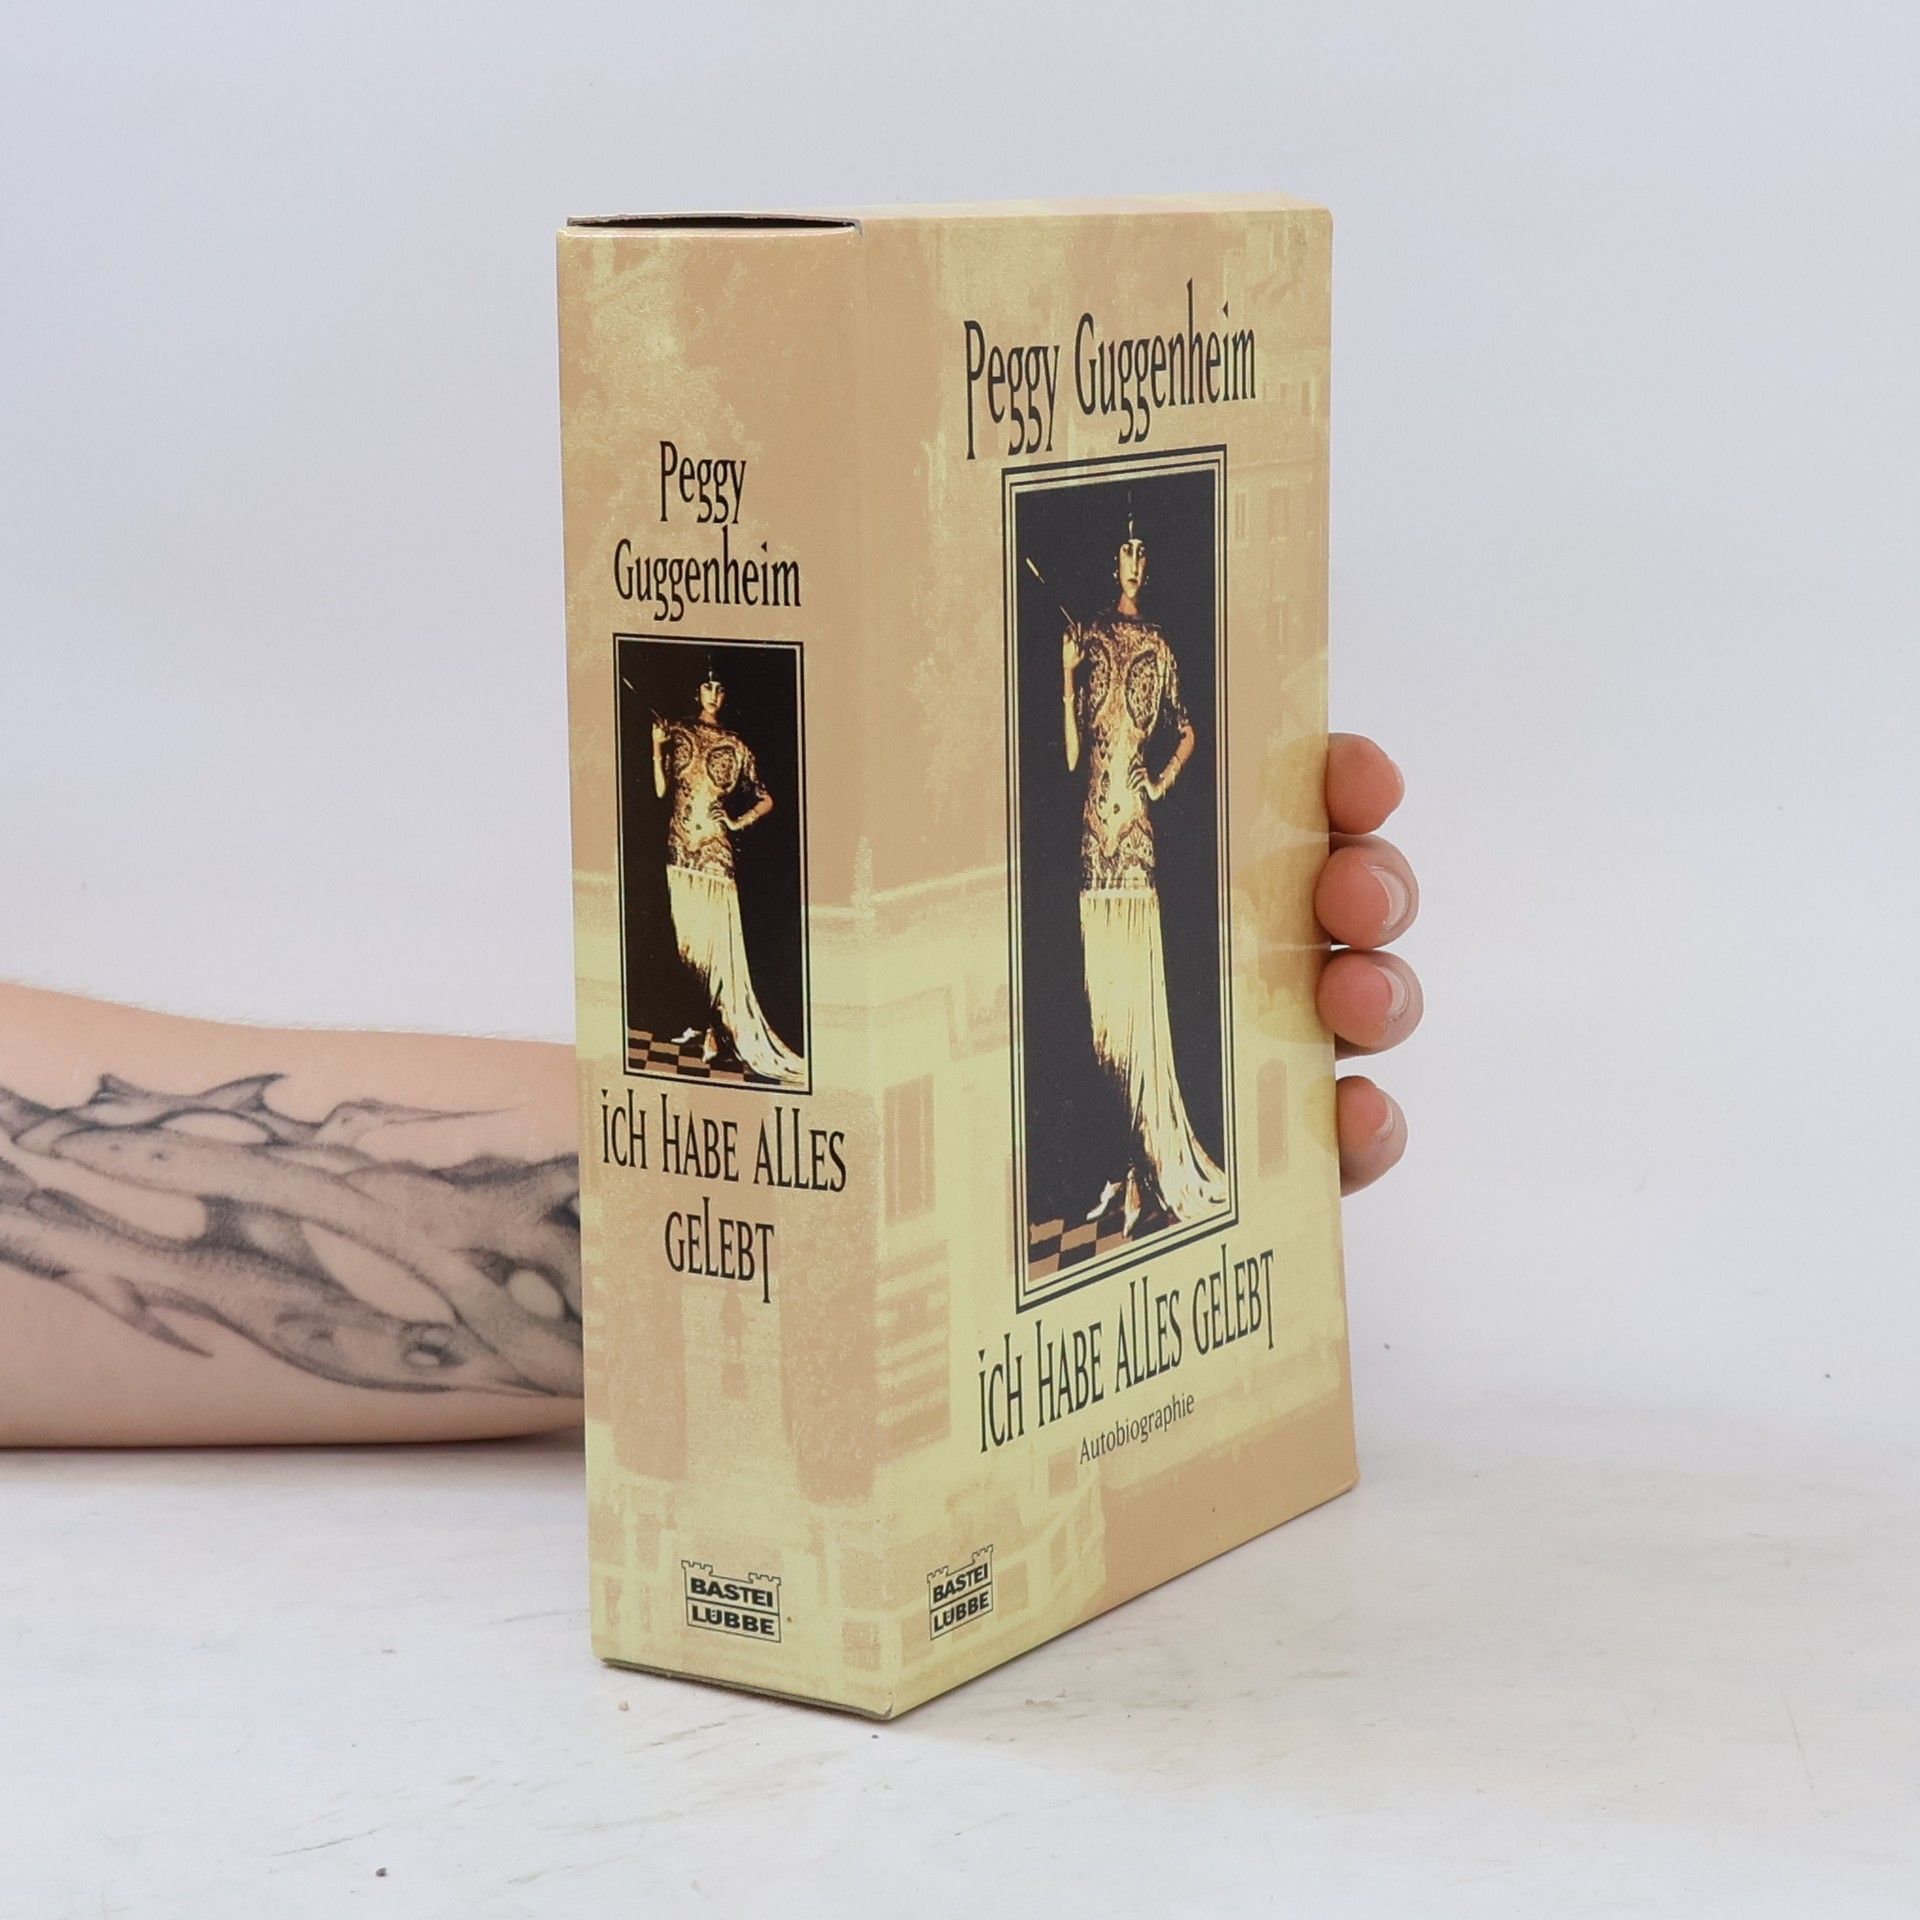 Peggy
Guggenheim
iCH HABE ALLES
GELEBT
BASTEI
LÜBBE
Peggy Guggenheim
iCH HABE ALLES GELEBT
Autobiographie
BASTEI
LÜBBE